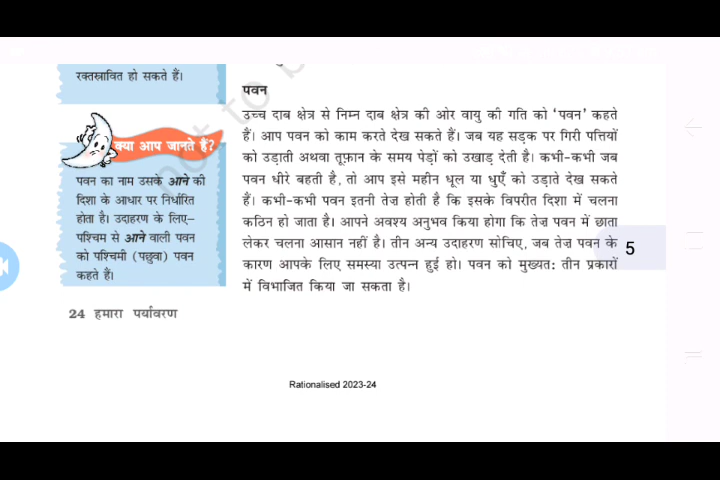 रक्तस्रावित हो सकते हैं।
क्या आप जानते हैं?
पवन का नाम उसके आने की
दिशा के आधार पर निर्धारित
होता है। उदाहरण के लिए–
पश्चिम से आने वाली पवन
को पश्चिमी (पछुवा) पवन
कहते हैं।
24 हमारा पर्यावरण
पवन
उच्च दाब क्षेत्र से निम्न दाब क्षेत्र की ओर वायु की गति को ‘पवन’ कहते
हैं। आप पवन को काम करते देख सकते हैं। जब यह सड़क पर गिरी पत्तियों
को उड़ाती अथवा तूफ़ान के समय पेड़ों को उखाड़ देती है। कभी-कभी जब
पवन धीरे बहती है, तो आप इसे महीन धूल या धुएँ को उड़ाते देख सकते
हैं। कभी-कभी पवन इतनी तेज़ होती है कि इसके विपरीत दिशा में चलना
कठिन हो जाता है। आपने अवश्य अनुभव किया होगा कि तेज़ पवन में छाता
लेकर चलना आसान नहीं है। तीन अन्य उदाहरण सोचिए, जब तेज़ पवन के
कारण आपके लिए समस्या उत्पन्न हुई हो। पवन को मुख्यत: तीन प्रकारों
में विभाजित किया जा सकता है।
5
Rationalised 2023-24
not to b